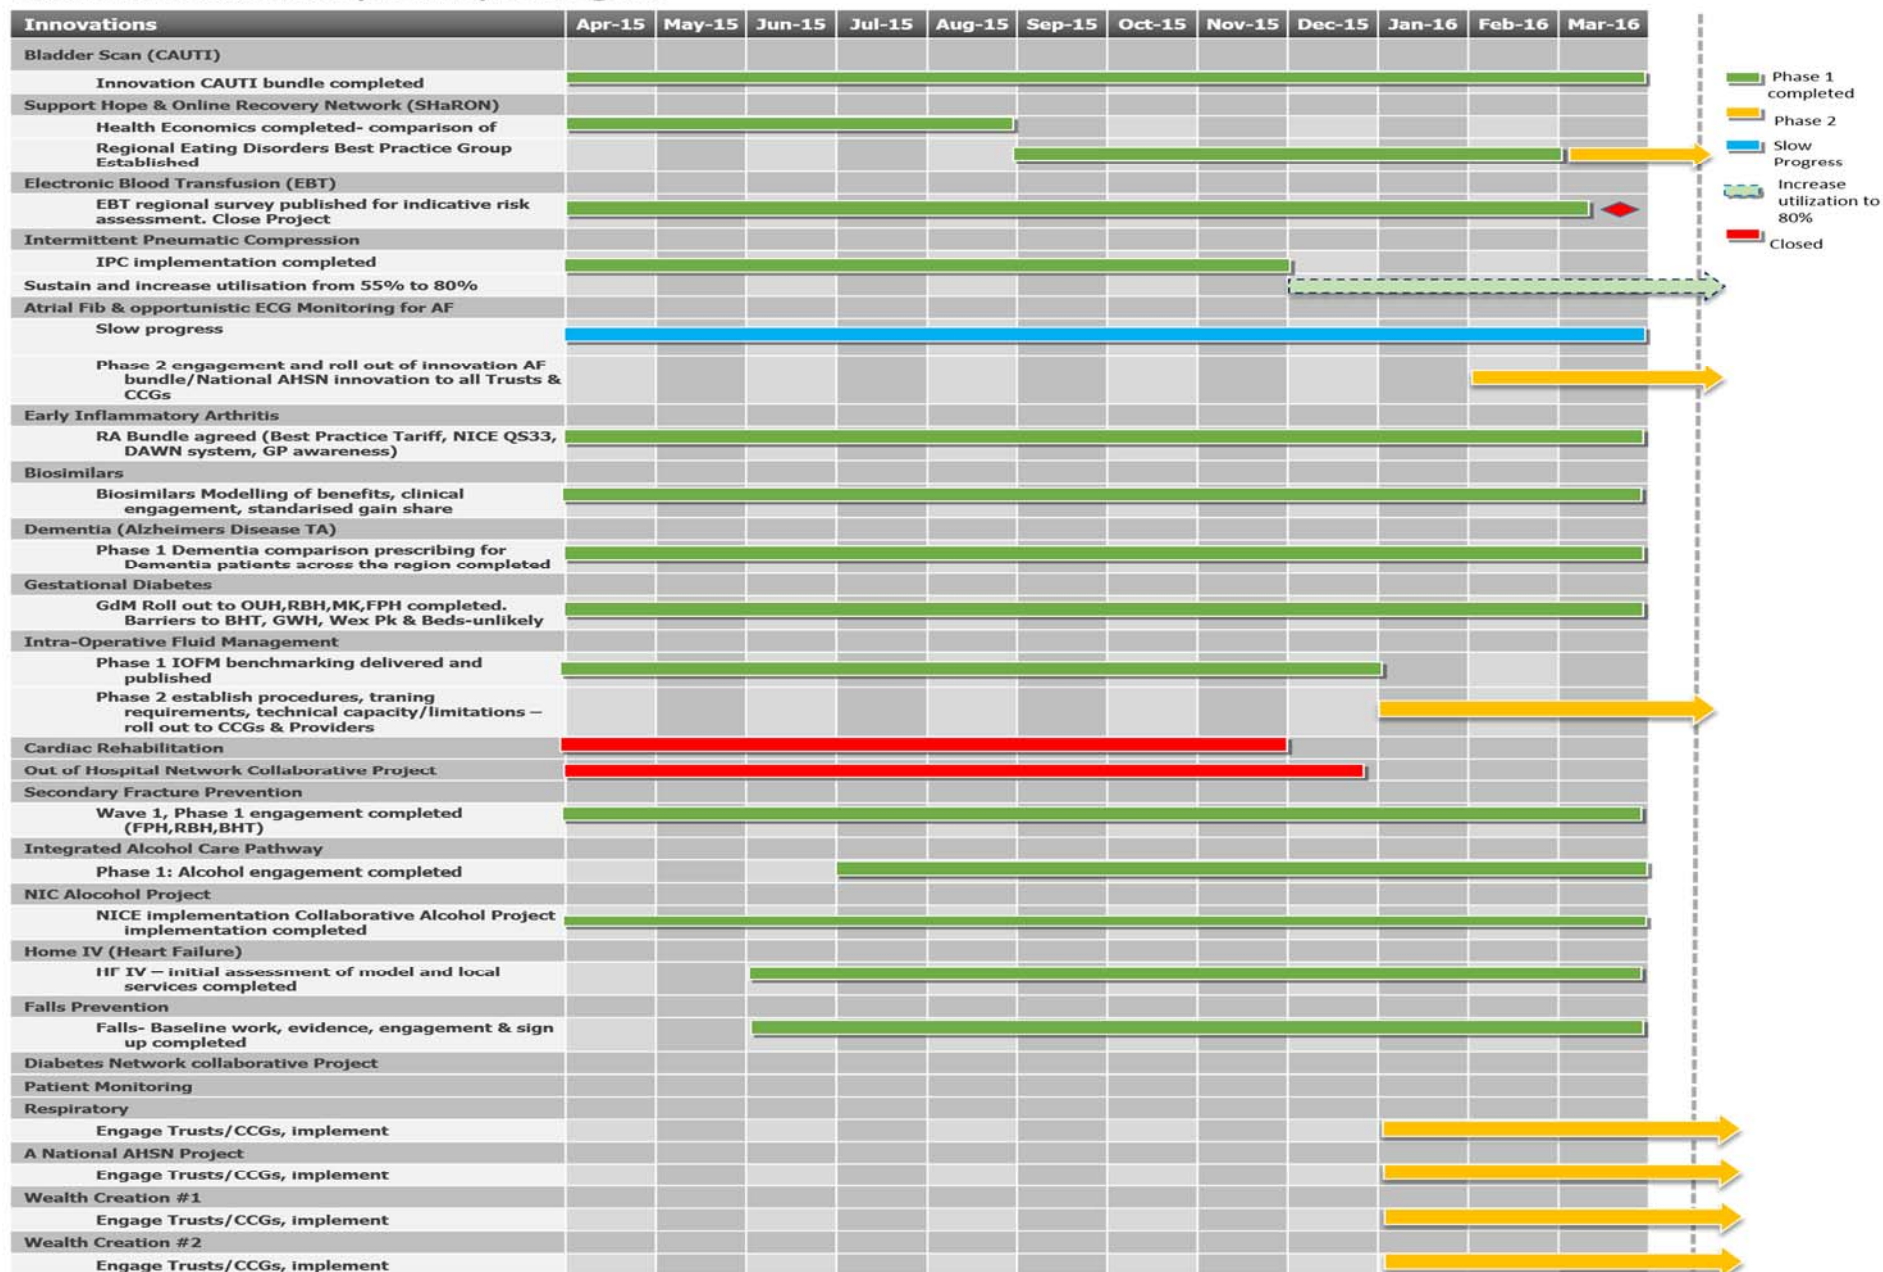 Innovations Apr-15 May-15 Jun-15 Jul-15 Aug-15 Sep-15 Oct-15 Nov-15 Dec-15 Jan-16 Feb-16 Mar-16
Bladder Scan (CAUTI)
Innovation CAUTI bundle completed
Support Hope & Online Recovery Network (SHaRON)
Health Economics completed- comparison of
Regional Eating Disorders Best Practice Group
Established
Electronic Blood Transfusion (EBT)
EBT regional survey published for indicative risk
assessment. Close Project
Intermittent Pneumatic Compression
IPC implementation completed
Sustain and increase utilisation from 55% to 80%
Atrial Fib & opportunistic ECG Monitoring for AF
Slow progress
Phase 2 engagement and roll out of innovation AF
bundle/National AHSN innovation to all Trusts &
CCGs
Early Inflammatory Arthritis
RA Bundle agreed (Best Practice Tariff, NICE QS33,
DAWN system, GP awareness)
Biosimilars
Biosimilars Modelling of benefits, clinical
engagement, standarised gain share
Dementia (Alzheimers Disease TA)
Phase 1 Dementia comparison prescribing for
Dementia patients across the region completed
Gestational Diabetes
GdM Roll out to OUH,RBH,MK,FPH completed.
Barriers to BHT, GWH, Wex Pk & Beds-unlikely
Intra-Operative Fluid Management
Phase 1 IOFM benchmarking delivered and
published
Phase 2 establish procedures, traning
requirements, technical capacity/limitations –
roll out to CCGs & Providers
Cardiac Rehabilitation
Out of Hospital Network Collaborative Project
Secondary Fracture Prevention
Wave 1, Phase 1 engagement completed
(FPH,RBH,BHT)
Integrated Alcohol Care Pathway
Phase 1: Alcohol engagement completed
NIC Alocohol Project
NICE implementation Collaborative Alcohol Project
implementation completed
Home IV (Heart Failure)
HF IV – initial assessment of model and local
services completed
Falls Prevention
Falls- Baseline work, evidence, engagement & sign
up completed
Diabetes Network collaborative Project
Patient Monitoring
Respiratory
Engage Trusts/CCGs, implement
A National AHSN Project
Engage Trusts/CCGs, implement
Wealth Creation #1
Engage Trusts/CCGs, implement
Wealth Creation #2
Engage Trusts/CCGs, implement
Phase 1
completed
Phase 2
Slow
Progress
Increase
utilization to
80%
Closed